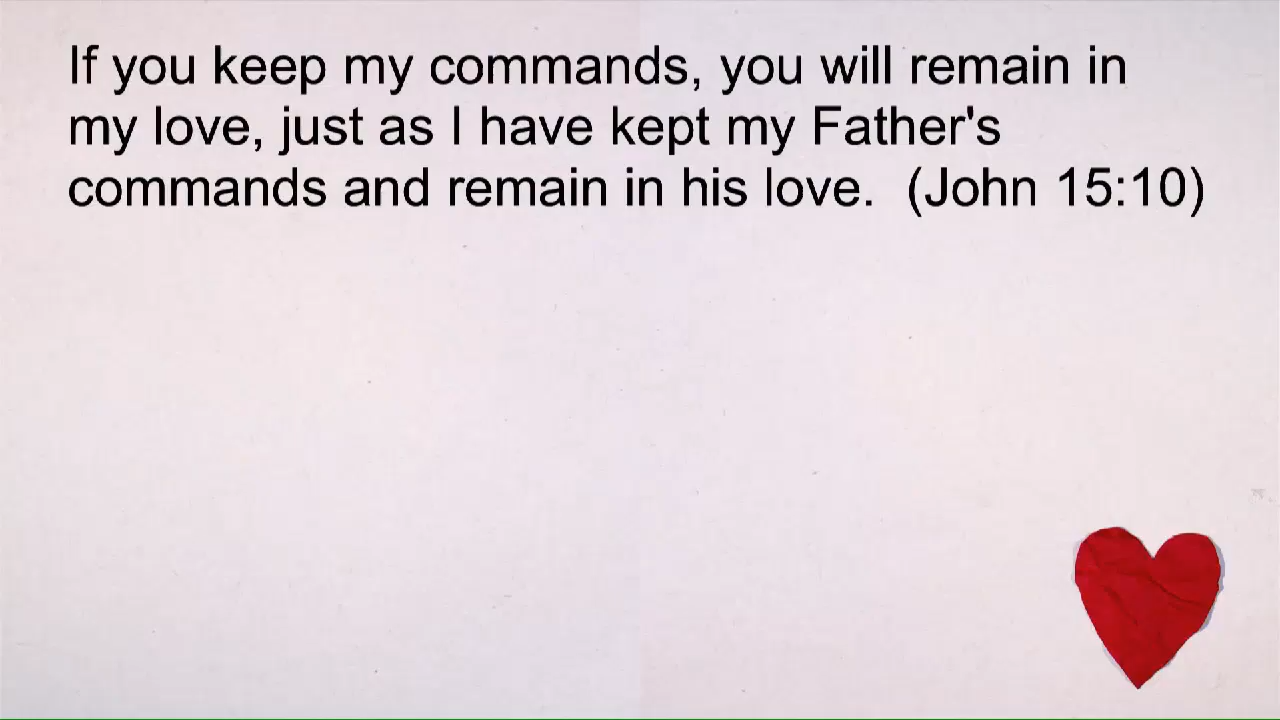 If you keep my commands, you will remain in
my love, just as I have kept my Father's
commands and remain in his love.  (John 15:10)